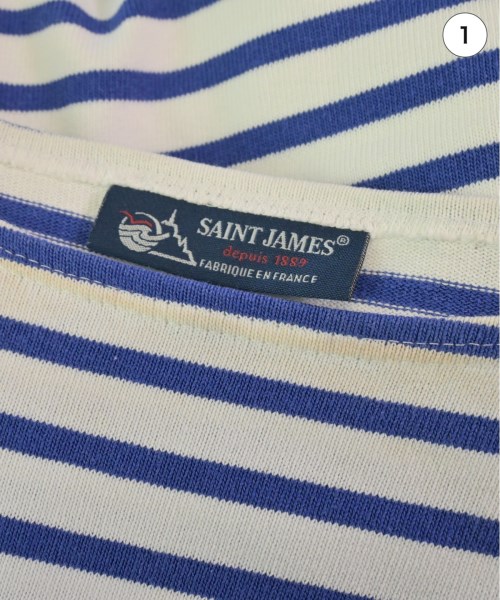 1
SAINT JAMES®
depuis 1889
FABRIQUE EN FRANCE